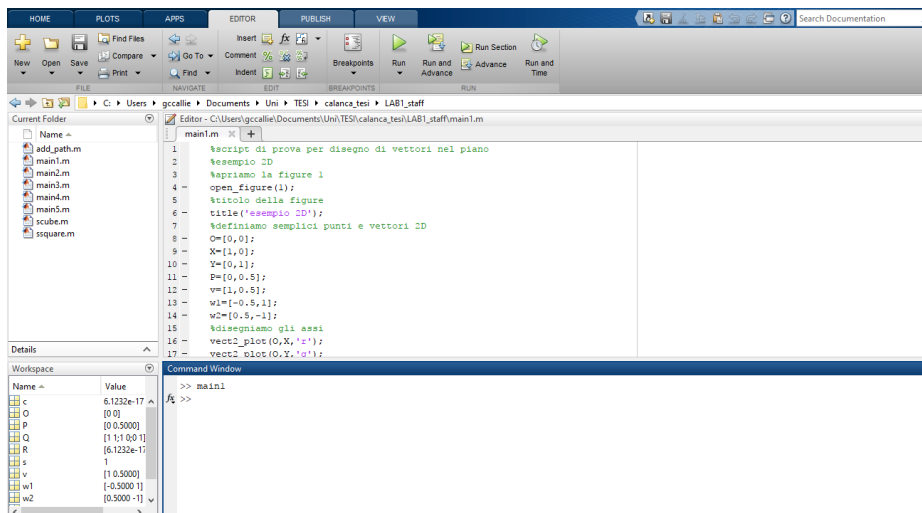 HOME PLOTS APPS EDITOR PUBLISH VIEW Search Documentation
New Open Save Find Files Compare Print
Go To Find
Insert fx Comment Indent
Breakpoints Run Run and Advance Run Section Advance Run and Time
FILE NAVIGATE EDIT BREAKPOINTS RUN
C: Users gccallie Documents Uni TESI calanca_tesi LAB1_staff
Current Folder
Name
add_path.m
main1.m
main2.m
main3.m
main4.m
main5.m
scube.m
ssquare.m
Details
Editor - C:\Users\gccallie\Documents\Uni\TESI\calanca_tesi\LAB1_staff\main1.m
main1.m
1 %script di prova per disegno di vettori nel piano
2 %esempio 2D
3 %apriamo la figure 1
4 - open_figure(1);
5 %titolo della figure
6 - title('esempio 2D');
7 %definiamo semplici punti e vettori 2D
8 - O=[0,0];
9 - X=[1,0];
10 - Y=[0,1];
11 - P=[0,0.5];
12 - v=[1,0.5];
13 - w1=[-0.5,1];
14 - w2=[0.5,-1];
15 %disegniamo gli assi
16 - vect2_plot(O,X,'r');
17 - vect2_plot(O,Y,'g');
Workspace
Name Value
c 6.1232e-17
O [0 0]
P [0 0.5000]
Q [1 1;1 0;0 1]
R [6.1232e-17
s 1
v [1 0.5000]
w1 [-0.5000 1]
w2 [0.5000 -1]
Command Window
>> main1
fx >>